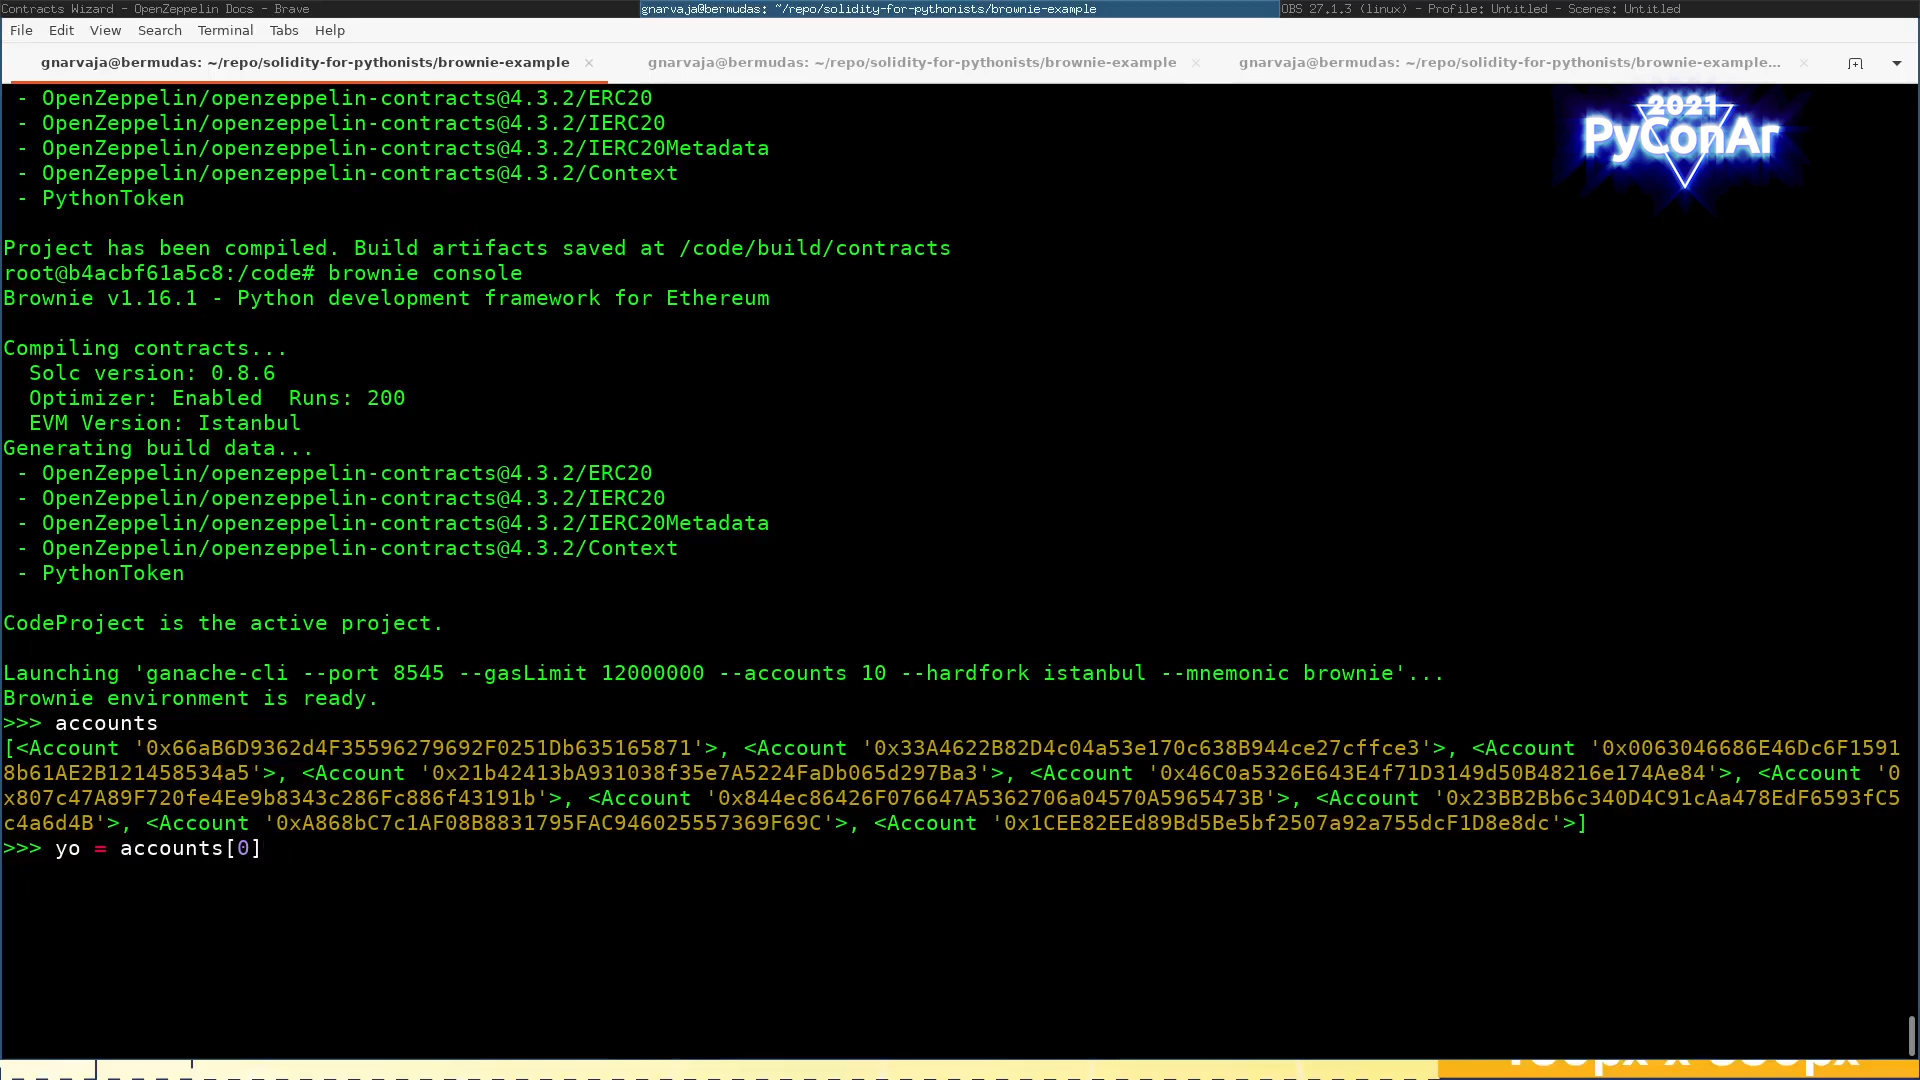 Contracts Wizard - OpenZeppelin Docs - Brave
gnarvaja@bermudas: ~/repo/solidity-for-pythonists/brownie-example
OBS 27.1.3 (linux) - Profile: Untitled - Scenes: Untitled
File Edit View Search Terminal Tabs Help
gnarvaja@bermudas: ~/repo/solidity-for-pythonists/brownie-example ×
gnarvaja@bermudas: ~/repo/solidity-for-pythonists/brownie-example ×
gnarvaja@bermudas: ~/repo/solidity-for-pythonists/brownie-example... ×
2021
PyConAr
- OpenZeppelin/openzeppelin-contracts@4.3.2/ERC20
- OpenZeppelin/openzeppelin-contracts@4.3.2/IERC20
- OpenZeppelin/openzeppelin-contracts@4.3.2/IERC20Metadata
- OpenZeppelin/openzeppelin-contracts@4.3.2/Context
- PythonToken
Project has been compiled. Build artifacts saved at /code/build/contracts
root@b4acbf61a5c8:/code# brownie console
Brownie v1.16.1 - Python development framework for Ethereum
Compiling contracts...
Solc version: 0.8.6
Optimizer: Enabled  Runs: 200
EVM Version: Istanbul
Generating build data...
- OpenZeppelin/openzeppelin-contracts@4.3.2/ERC20
- OpenZeppelin/openzeppelin-contracts@4.3.2/IERC20
- OpenZeppelin/openzeppelin-contracts@4.3.2/IERC20Metadata
- OpenZeppelin/openzeppelin-contracts@4.3.2/Context
- PythonToken
CodeProject is the active project.
Launching 'ganache-cli --port 8545 --gasLimit 12000000 --accounts 10 --hardfork istanbul --mnemonic brownie'...
Brownie environment is ready.
>>> accounts
[<Account '0x66aB6D9362d4F35596279692F0251Db635165871'>, <Account '0x33A4622B82D4c04a53e170c638B944ce27cffce3'>, <Account '0x0063046686E46Dc6F1591
8b61AE2B121458534a5'>, <Account '0x21b42413bA931038f35e7A5224FaDb065d297Ba3'>, <Account '0x46C0a5326E643E4f71D3149d50B48216e174Ae84'>, <Account '0
x807c47A89F720fe4Ee9b8343c286Fc886f43191b'>, <Account '0x844ec86426F076647A5362706a04570A5965473B'>, <Account '0x23BB2Bb6c340D4C91cAa478EdF6593fC5
c4a6d4B'>, <Account '0xA868bC7c1AF08B8831795FAC946025557369F69C'>, <Account '0x1CEE82EEd89Bd5Be5bf2507a92a755dcF1D8e8dc'>]
>>> yo = accounts[0]